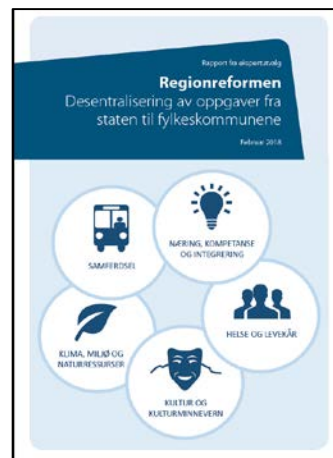 Rapport fra ekspertutvalg
Regionreformen
Desentralisering av oppgaver fra
staten til fylkeskommunene
Februar 2018
SAMFERDSEL
NÆRING, KOMPETANSE
OG INTEGRERING
HELSE OG LEVEKÅR
KLIMA, MILJØ OG
NATURRESSURSER
KULTUR OG
KULTURMINNEVERN